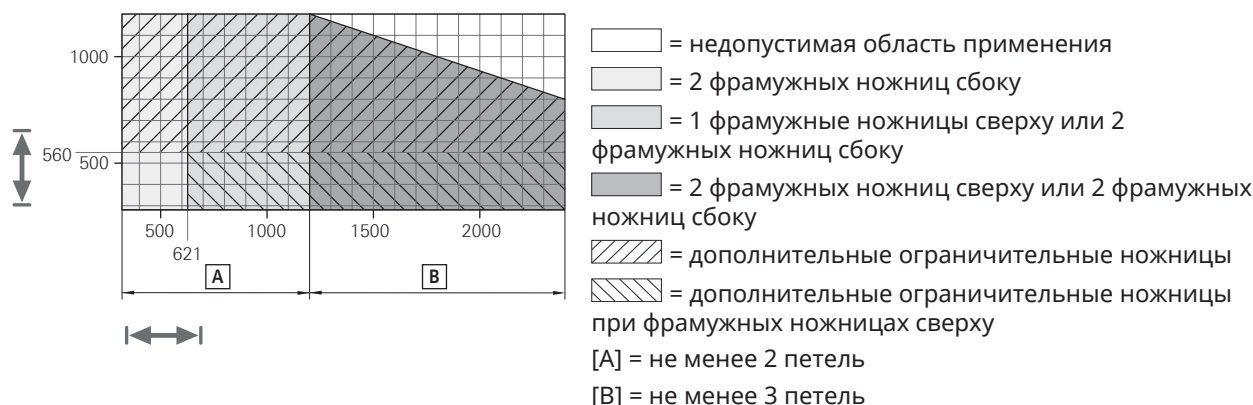 1000
560
500
500
1000
1500
2000
621
A
B
= недопустимая область применения
= 2 фрамужных ножниц сбоку
= 1 фрамужные ножницы сверху или 2
фрамужных ножниц сбоку
= 2 фрамужных ножниц сверху или 2 фрамужных
ножниц сбоку
= дополнительные ограничительные ножницы
= дополнительные ограничительные ножницы
при фрамужных ножницах сверху
[A] = не менее 2 петель
[B] = не менее 3 петель